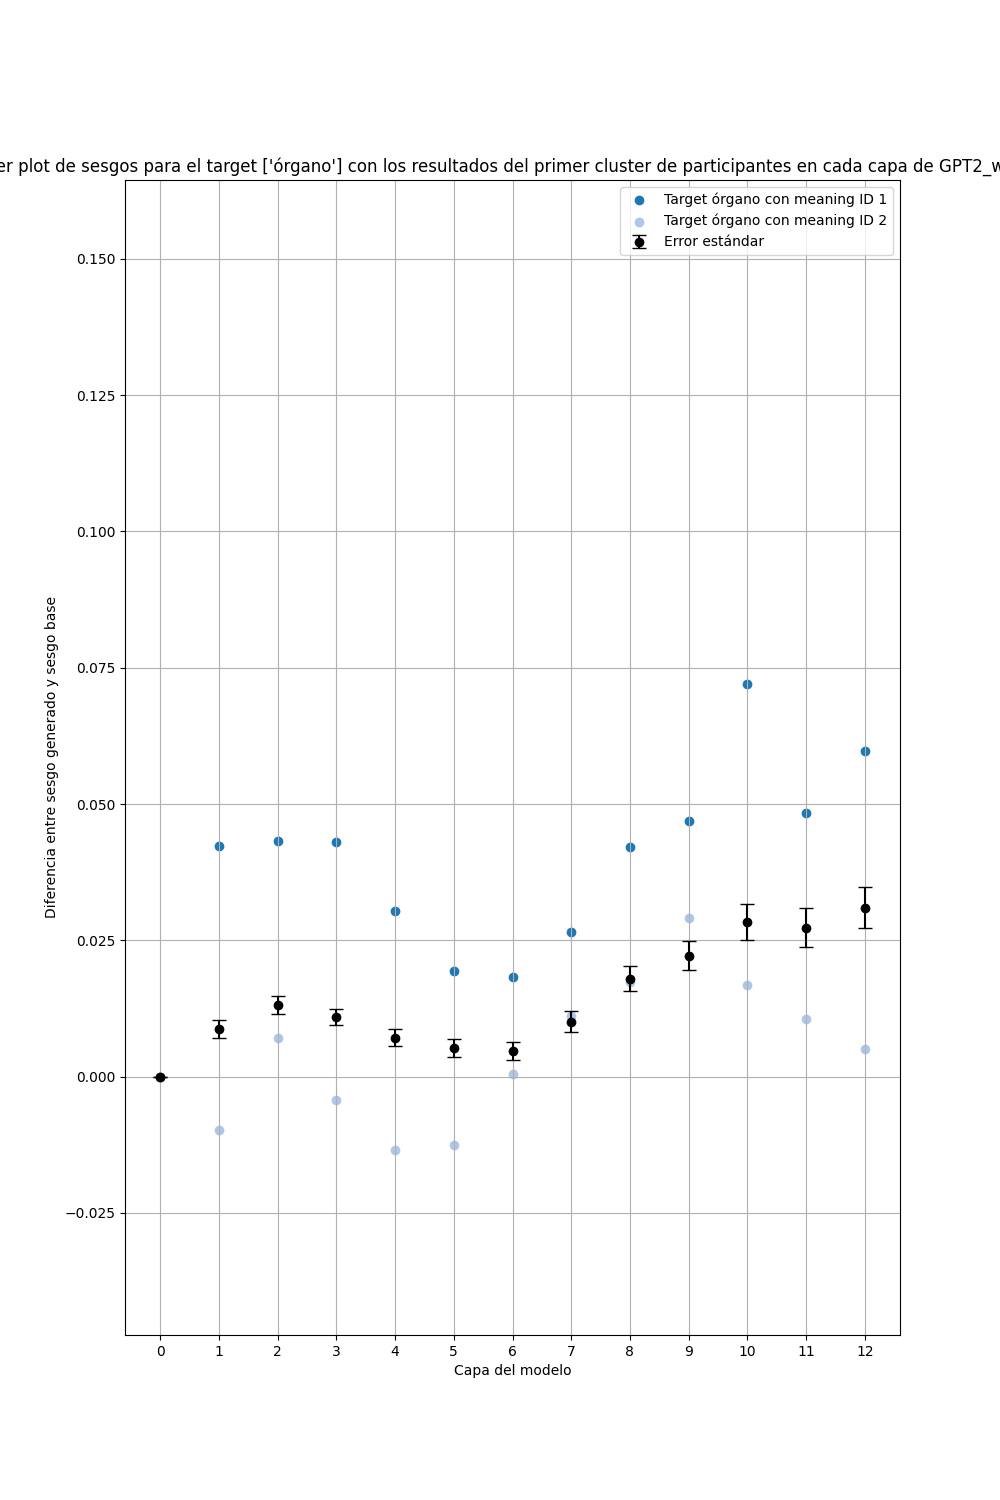 plot de sesgos para el target ['órgano'] con los resultados del primer cluster de participantes en cada capa de
Target órgano con meaning ID 1
Target órgano con meaning ID 2
Error estándar
0.150
0.125
0.100
0.075
0.050
0.025
0.000
−0.025
Diferencia entre sesgo generado y sesgo base
0 1 2 3 4 5 6 7 8 9 10 11 12
Capa del modelo